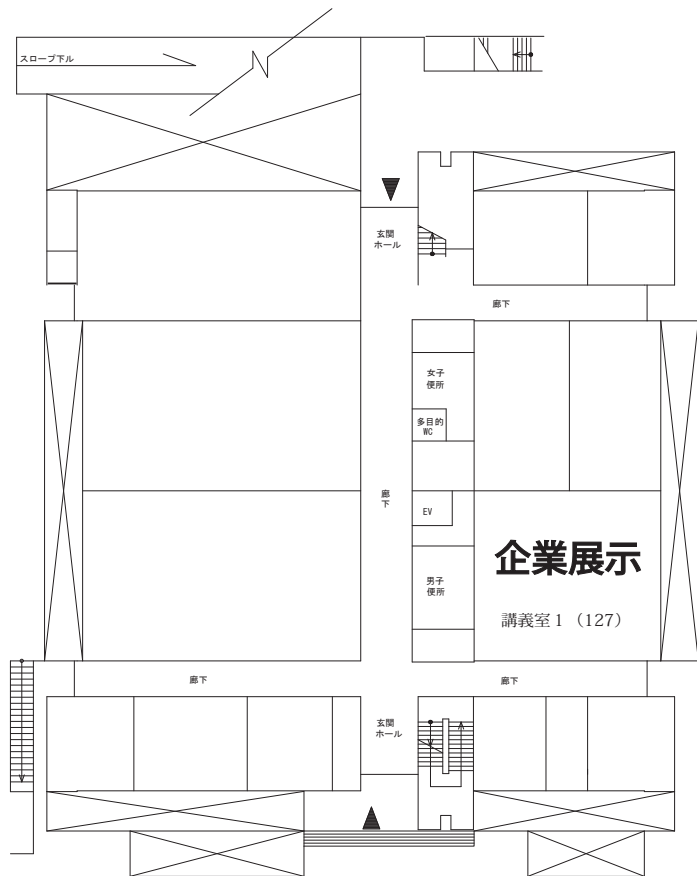 スロープ下ル
玄関
ホール
廊下
女子
便所
多目的
WC
廊
下
EV
企業展示
男子
便所
講義室1（127）
廊下
廊下
玄関
ホール